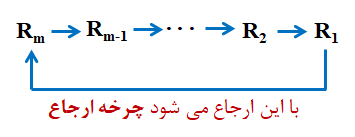 Rm → Rm-1 → ··· → R2 → R1
با این ارجاع می شود چرخه ارجاع